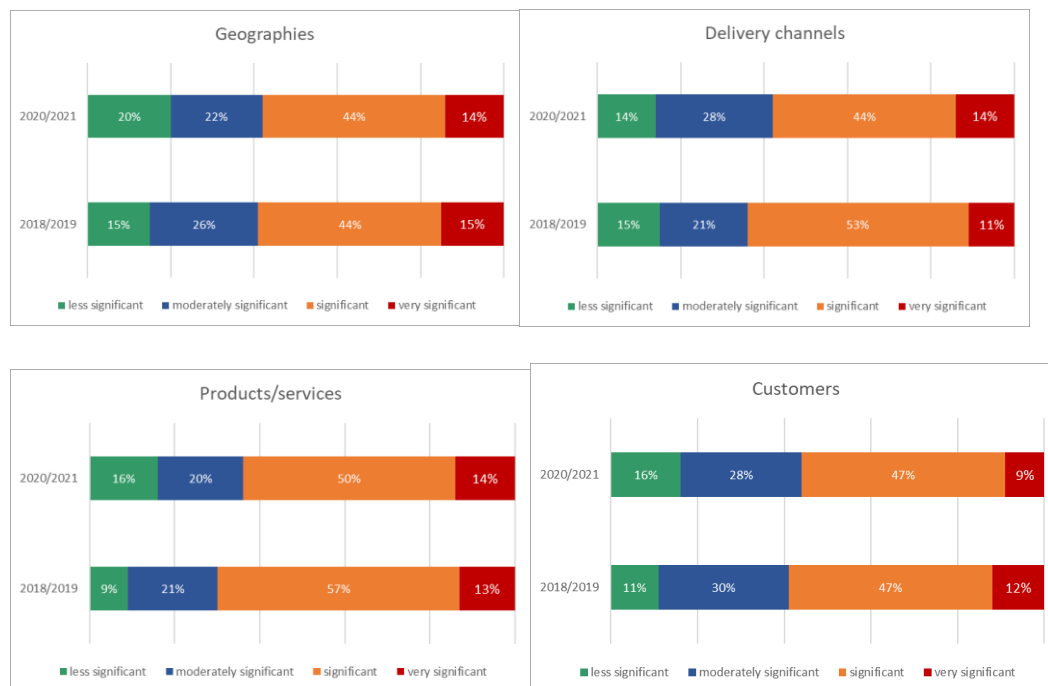 Geographies
2020/2021
20% 22% 44% 14%
2018/2019
15% 26% 44% 15%
less significant moderately significant significant very significant
Delivery channels
2020/2021
14% 28% 44% 14%
2018/2019
15% 21% 53% 11%
less significant moderately significant significant very significant
Products/services
2020/2021
16% 20% 50% 14%
2018/2019
9% 21% 57% 13%
less significant moderately significant significant very significant
Customers
2020/2021
16% 28% 47% 9%
2018/2019
11% 30% 47% 12%
less significant moderately significant significant very significant